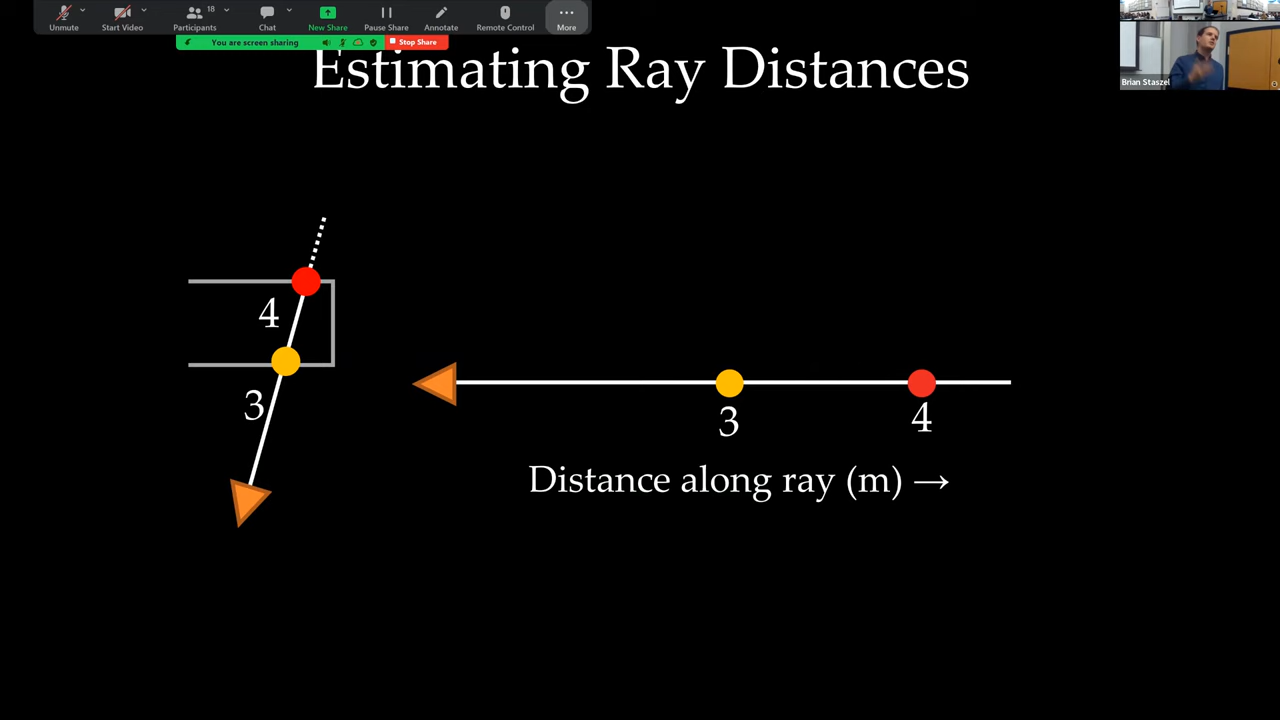 Unmute
Start Video
18
Participants
Chat
New Share
Pause Share
Annotate
Remote Control
More
You are screen sharing
Stop Share
Brian Staszel
Estimating Ray Distances
4
3
3
4
Distance along ray (m) →